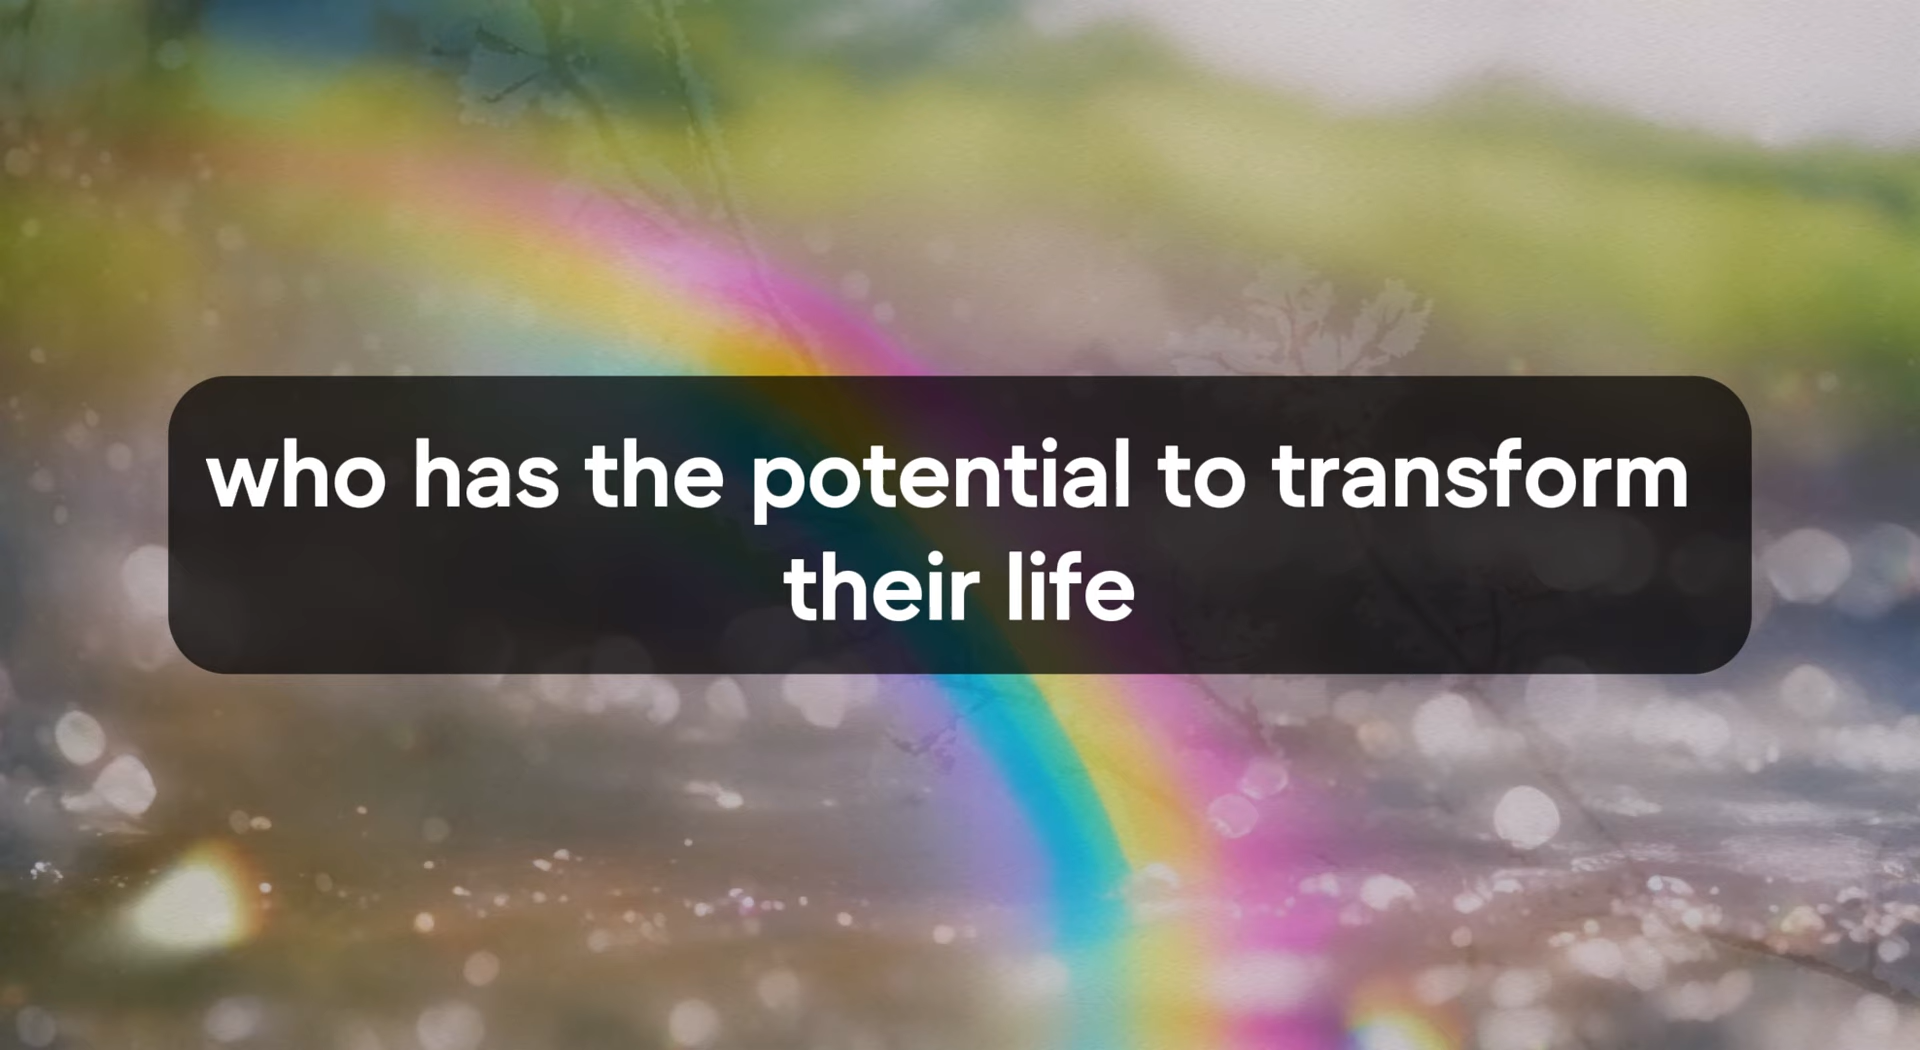 who has the potential to transform
their life